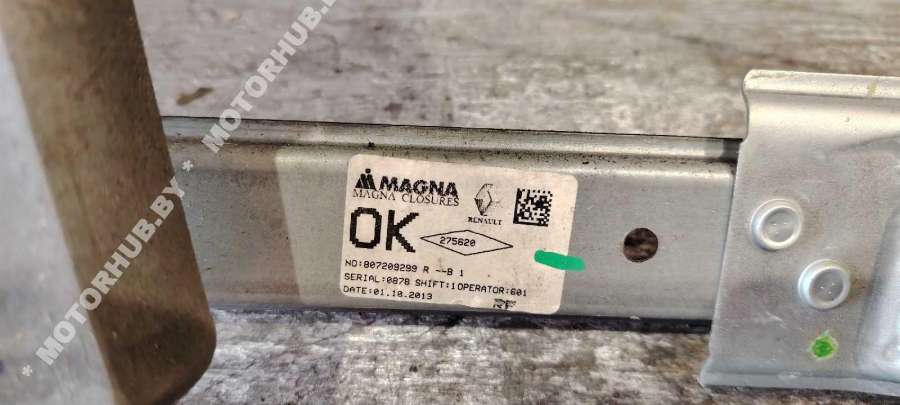 * MOTORHUB.BY * MOTORHUB.BY *
MAGNA
MAGNA CLOSURES
RENAULT
OK
275620
NO:807209299 R --B 1
SERIAL:0878 SHIFT:1OPERATOR:601
DATE:01.10.2013